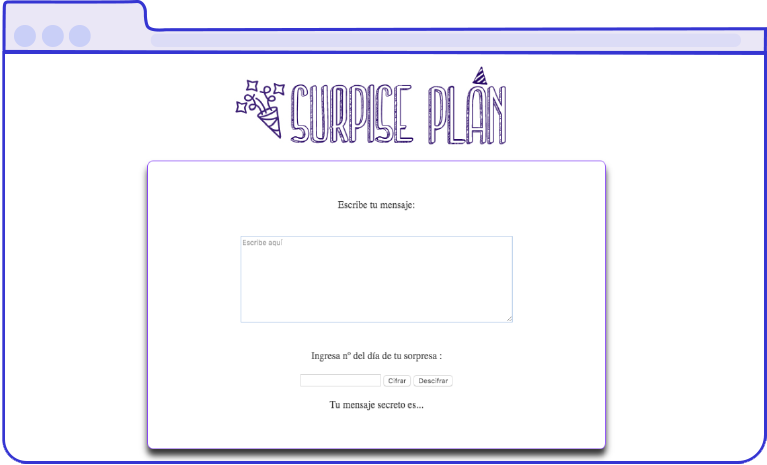 SURPISE PLAN
Escribe tu mensaje:
Escribe aquí
Ingresa nº del día de tu sorpresa :
Cifrar Descifrar
Tu mensaje secreto es...